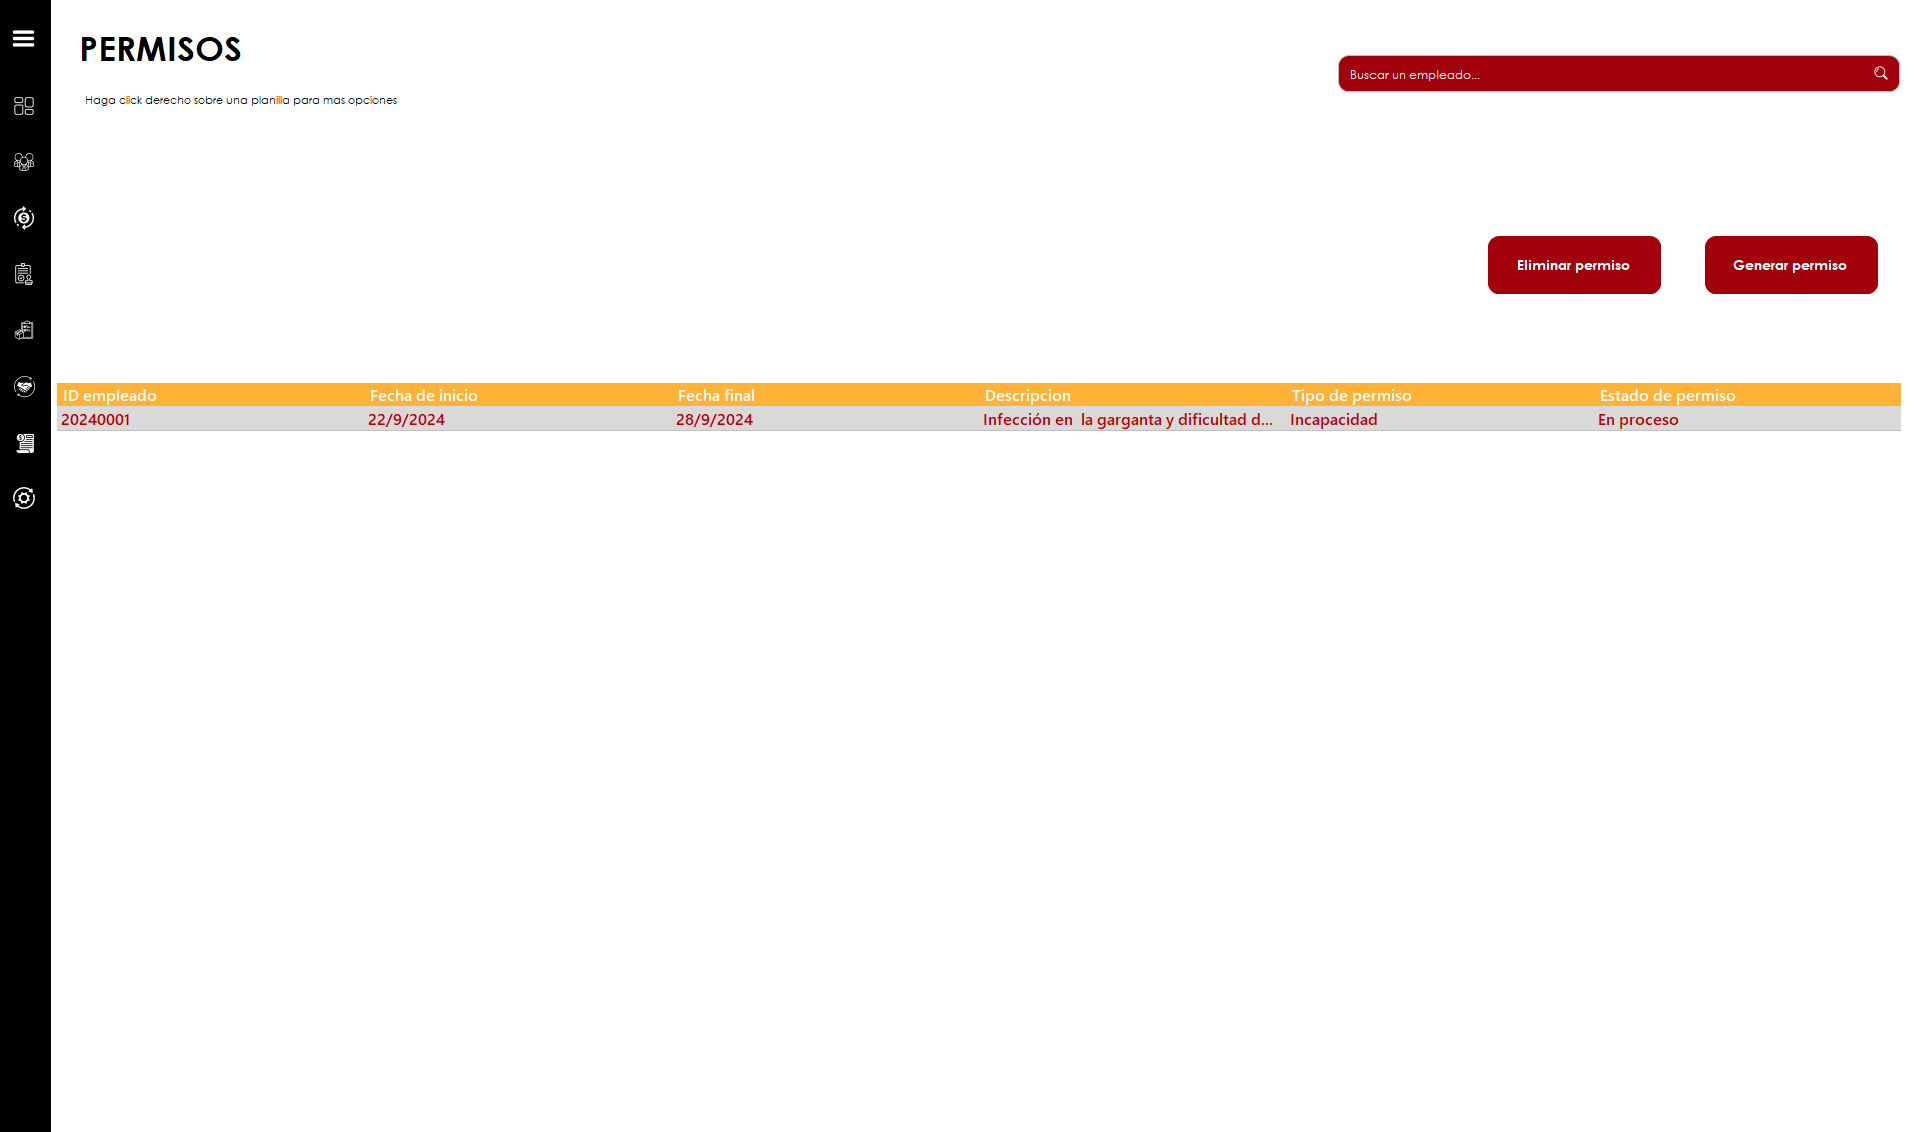 PERMISOS
Buscar un empleado...
Haga click derecho sobre una planilla para mas opciones
Eliminar permiso Generar permiso
ID empleado Fecha de inicio Fecha final Descripcion Tipo de permiso Estado de permiso
20240001 22/9/2024 28/9/2024 Infección en  la garganta y dificultad d... Incapacidad En proceso